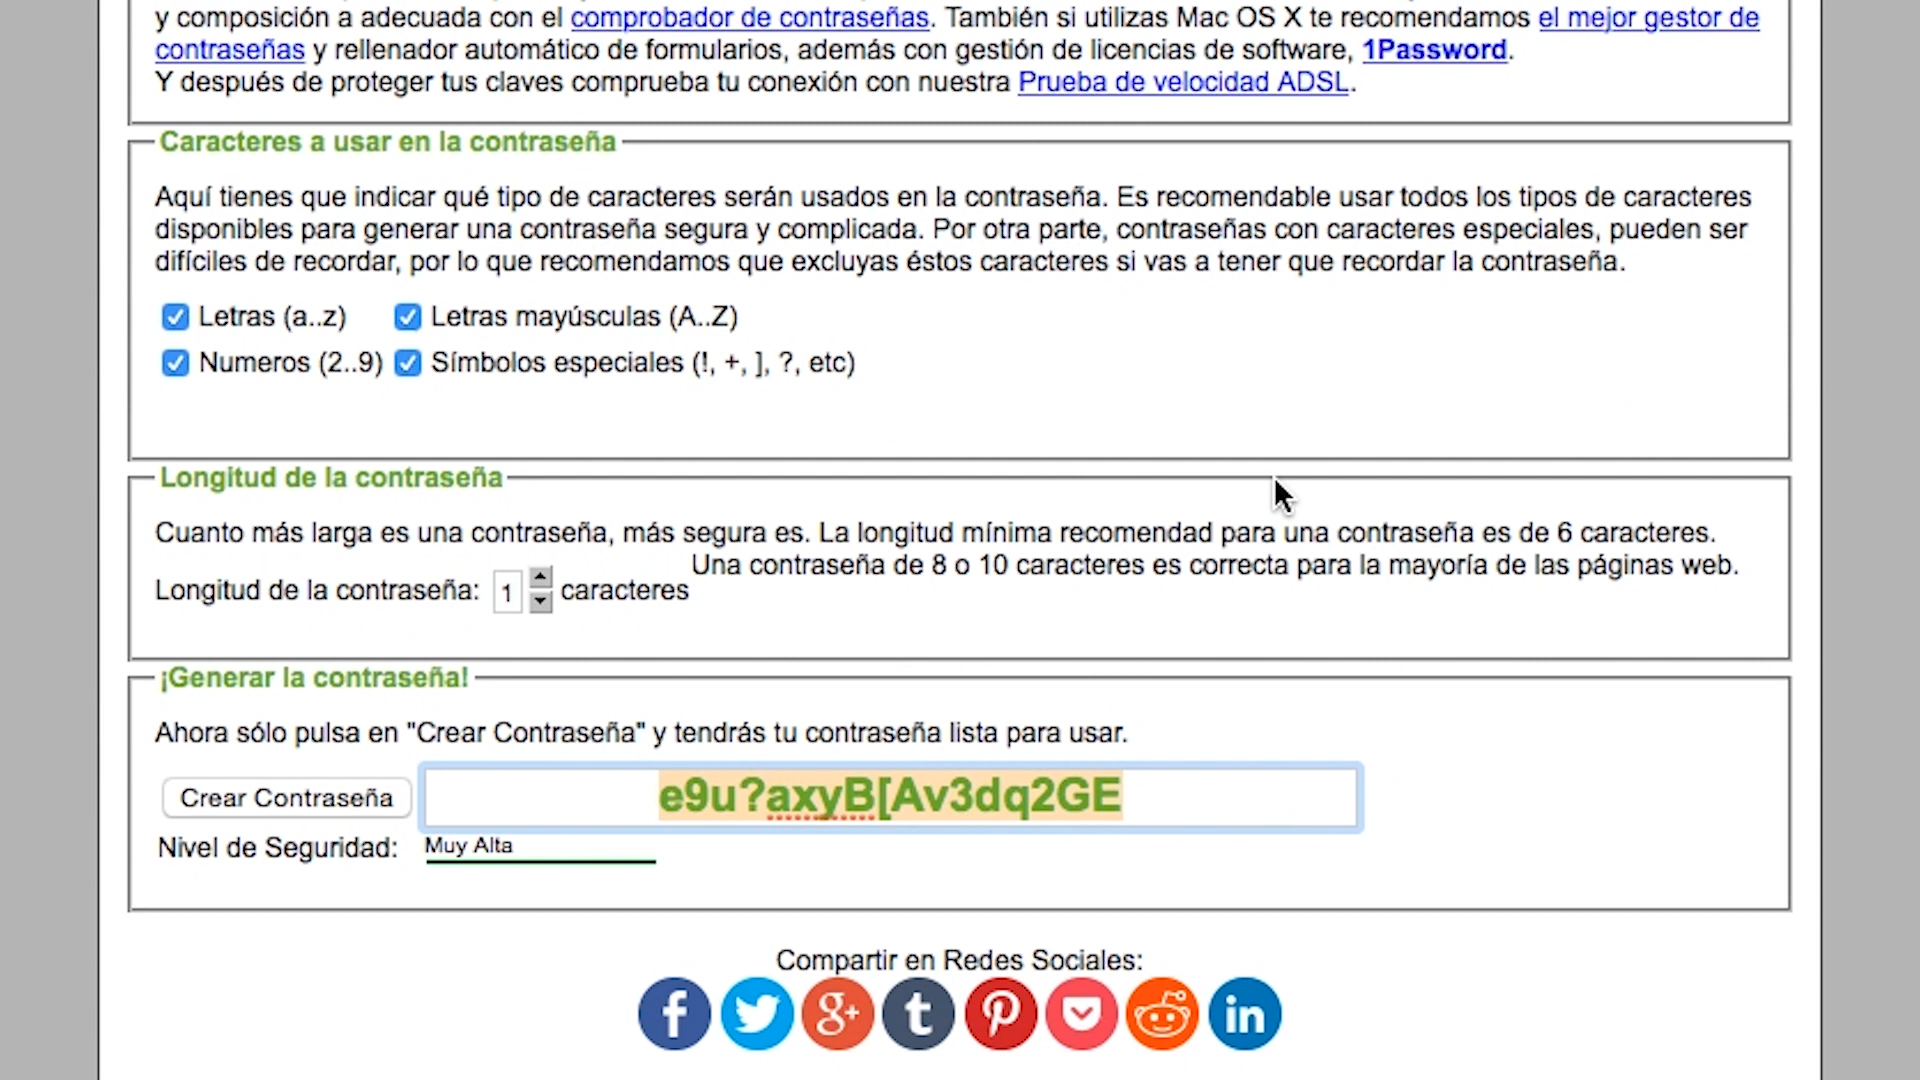 y composición a adecuada con el comprobador de contraseñas. También si utilizas Mac OS X te recomendamos el mejor gestor de
contraseñas y rellenador automático de formularios, además con gestión de licencias de software, 1Password.
Y después de proteger tus claves comprueba tu conexión con nuestra Prueba de velocidad ADSL.
Caracteres a usar en la contraseña
Aquí tienes que indicar qué tipo de caracteres serán usados en la contraseña. Es recomendable usar todos los tipos de caracteres
disponibles para generar una contraseña segura y complicada. Por otra parte, contraseñas con caracteres especiales, pueden ser
difíciles de recordar, por lo que recomendamos que excluyas éstos caracteres si vas a tener que recordar la contraseña.
Letras (a..z) Letras mayúsculas (A..Z)
Numeros (2..9) Símbolos especiales (!, +, ], ?, etc)
Longitud de la contraseña
Cuanto más larga es una contraseña, más segura es. La longitud mínima recomendad para una contraseña es de 6 caracteres.
Una contraseña de 8 o 10 caracteres es correcta para la mayoría de las páginas web.
Longitud de la contraseña: 1 caracteres
¡Generar la contraseña!
Ahora sólo pulsa en "Crear Contraseña" y tendrás tu contraseña lista para usar.
Crear Contraseña e9u?axyB[Av3dq2GE
Nivel de Seguridad: Muy Alta
Compartir en Redes Sociales:
f g+ t P in